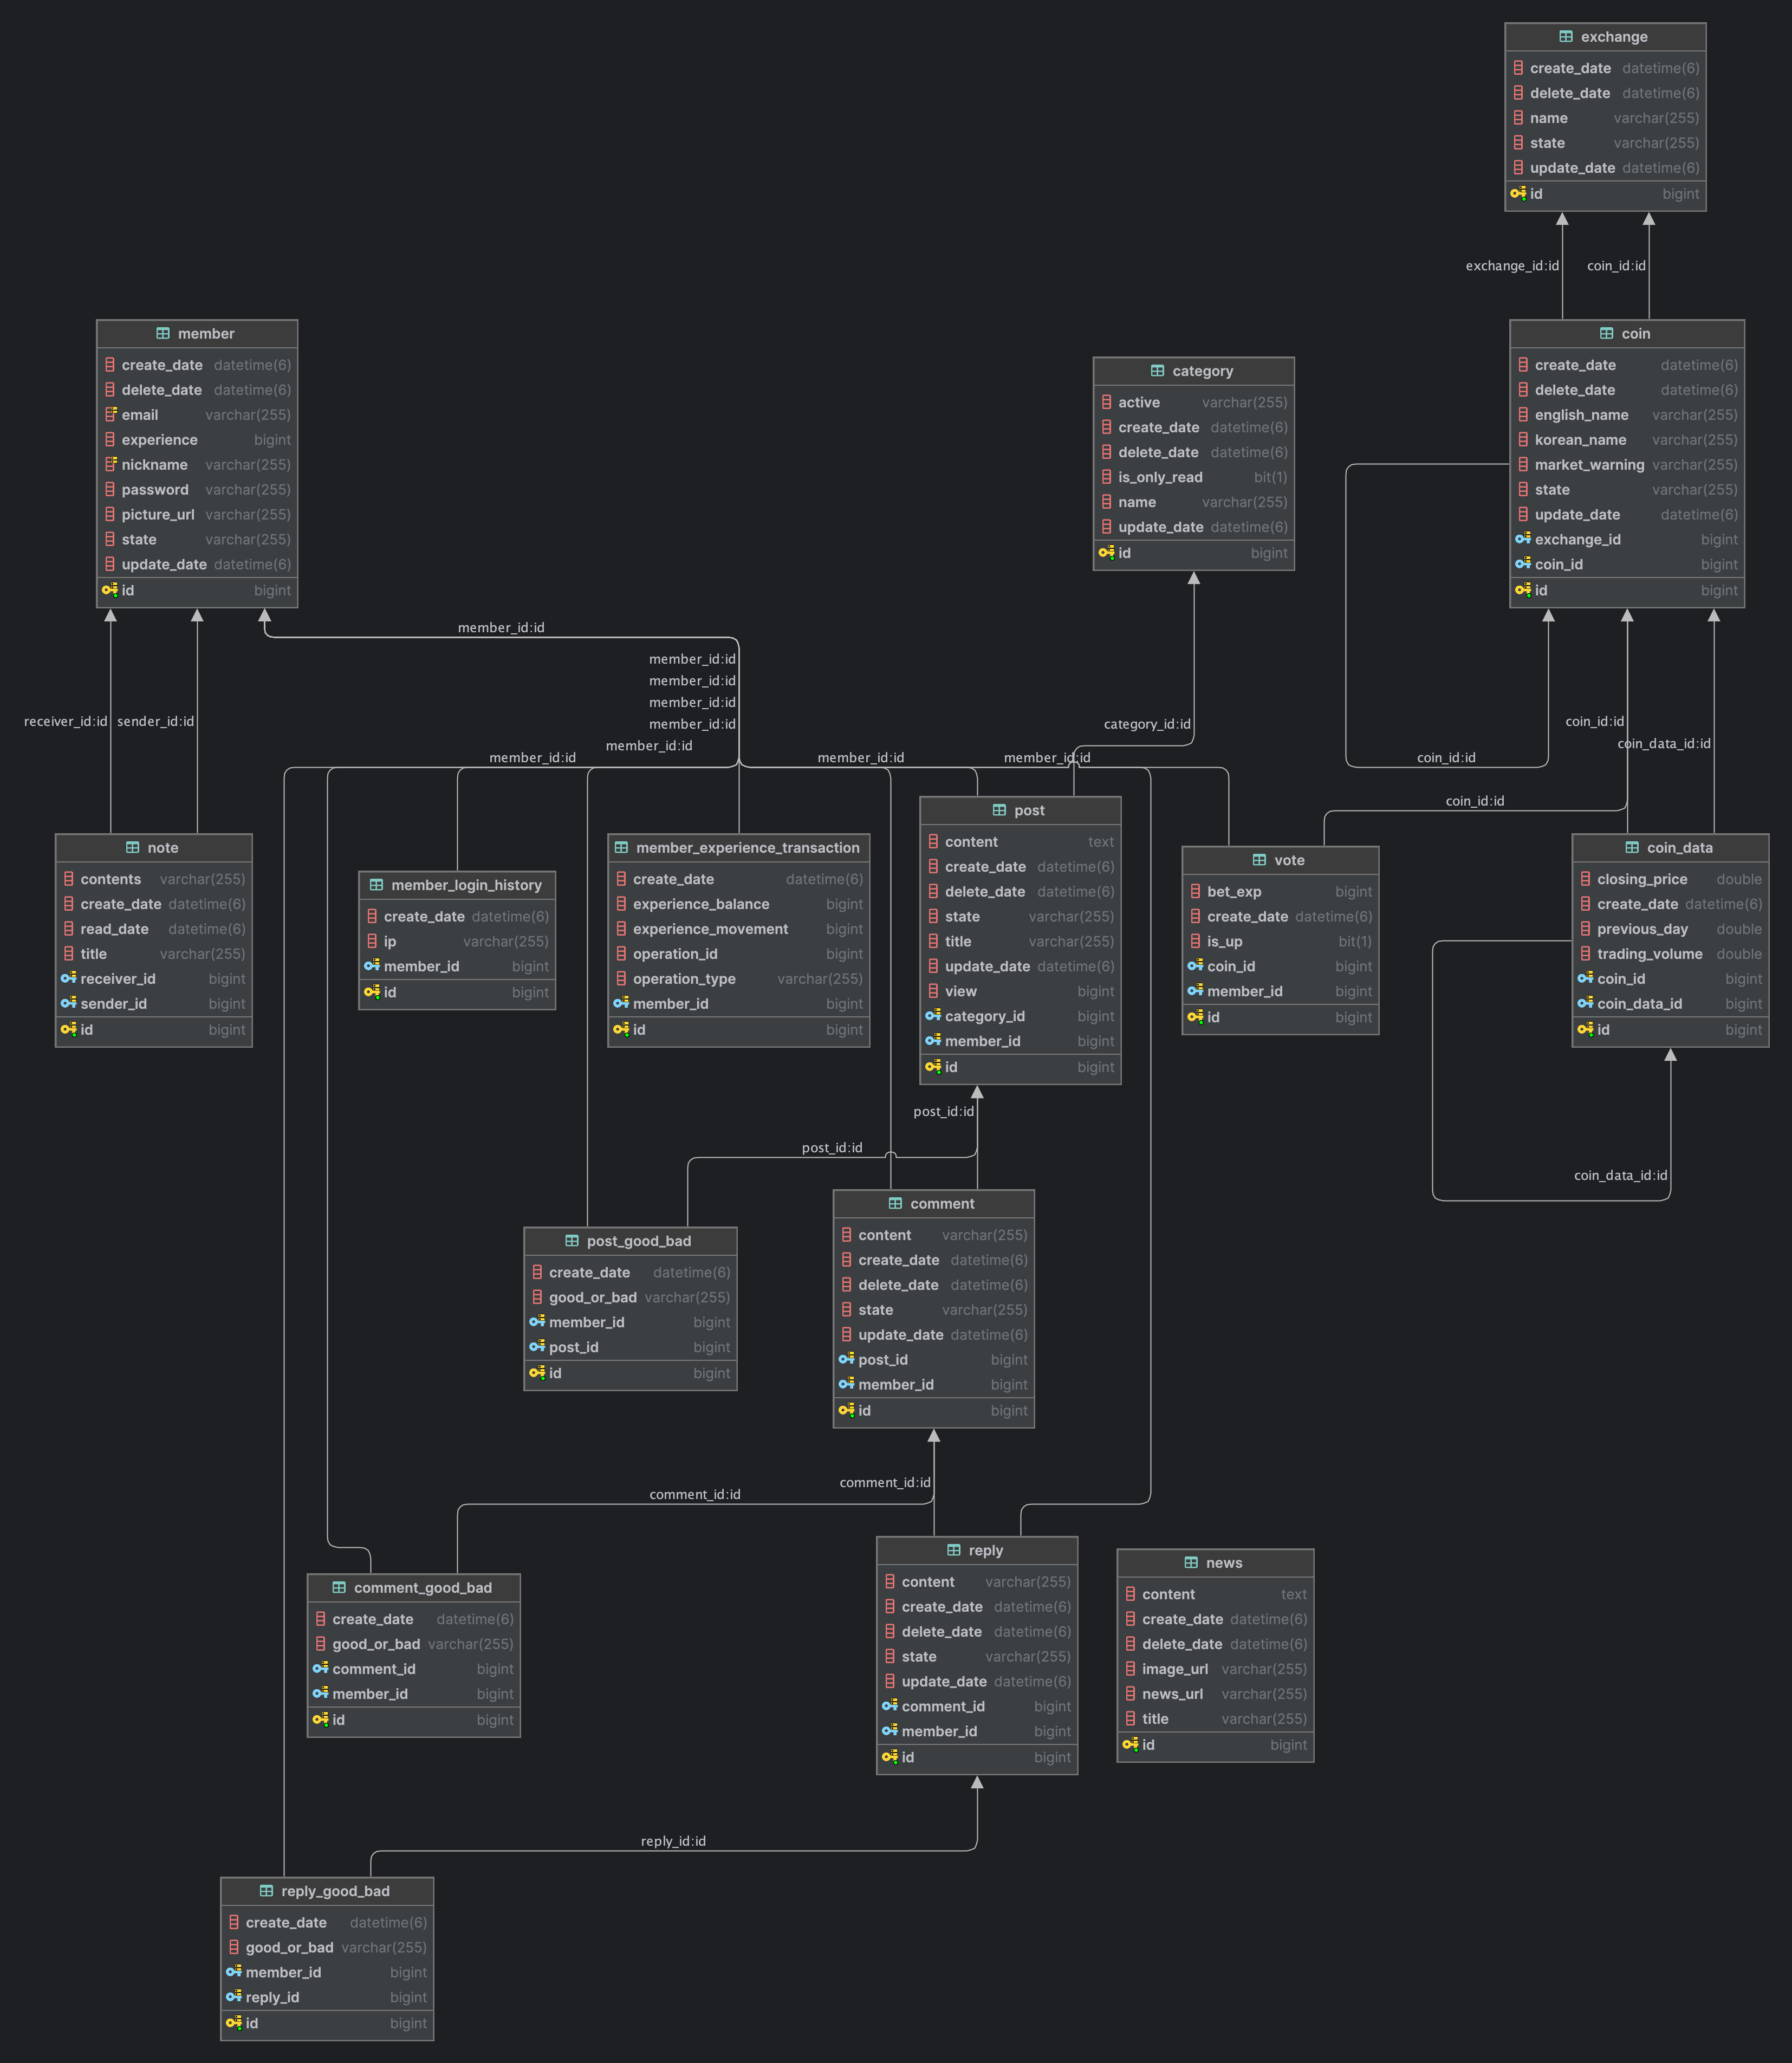 exchange
create_date datetime(6)
delete_date datetime(6)
name varchar(255)
state varchar(255)
update_date datetime(6)
id bigint
exchange_id:id
coin_id:id
member
create_date datetime(6)
delete_date datetime(6)
email varchar(255)
experience bigint
nickname varchar(255)
password varchar(255)
picture_url varchar(255)
state varchar(255)
update_date datetime(6)
id bigint
category
active varchar(255)
create_date datetime(6)
delete_date datetime(6)
is_only_read bit(1)
name varchar(255)
update_date datetime(6)
id bigint
coin
create_date datetime(6)
delete_date datetime(6)
english_name varchar(255)
korean_name varchar(255)
market_warning varchar(255)
state varchar(255)
update_date datetime(6)
exchange_id bigint
coin_id bigint
id bigint
member_id:id
member_id:id
member_id:id
member_id:id
member_id:id
member_id:id
receiver_id:id
sender_id:id
category_id:id
coin_id:id
coin_data_id:id
member_id:id
member_id:id
member_id:id
coin_id:id
coin_id:id
note
contents varchar(255)
create_date datetime(6)
read_date datetime(6)
title varchar(255)
receiver_id bigint
sender_id bigint
id bigint
member_login_history
create_date datetime(6)
ip varchar(255)
member_id bigint
id bigint
member_experience_transaction
create_date datetime(6)
experience_balance bigint
experience_movement bigint
operation_id bigint
operation_type varchar(255)
member_id bigint
id bigint
post
content text
create_date datetime(6)
delete_date datetime(6)
state varchar(255)
title varchar(255)
update_date datetime(6)
view bigint
category_id bigint
member_id bigint
id bigint
vote
bet_exp bigint
create_date datetime(6)
is_up bit(1)
coin_id bigint
member_id bigint
id bigint
coin_data
closing_price double
create_date datetime(6)
previous_day double
trading_volume double
coin_id bigint
coin_data_id bigint
id bigint
post_id:id
post_id:id
coin_data_id:id
post_good_bad
create_date datetime(6)
good_or_bad varchar(255)
member_id bigint
post_id bigint
id bigint
comment
content varchar(255)
create_date datetime(6)
delete_date datetime(6)
state varchar(255)
update_date datetime(6)
post_id bigint
member_id bigint
id bigint
comment_id:id
comment_id:id
comment_good_bad
create_date datetime(6)
good_or_bad varchar(255)
comment_id bigint
member_id bigint
id bigint
reply
content varchar(255)
create_date datetime(6)
delete_date datetime(6)
state varchar(255)
update_date datetime(6)
comment_id bigint
member_id bigint
id bigint
news
content text
create_date datetime(6)
delete_date datetime(6)
image_url varchar(255)
news_url varchar(255)
title varchar(255)
id bigint
reply_id:id
reply_good_bad
create_date datetime(6)
good_or_bad varchar(255)
member_id bigint
reply_id bigint
id bigint